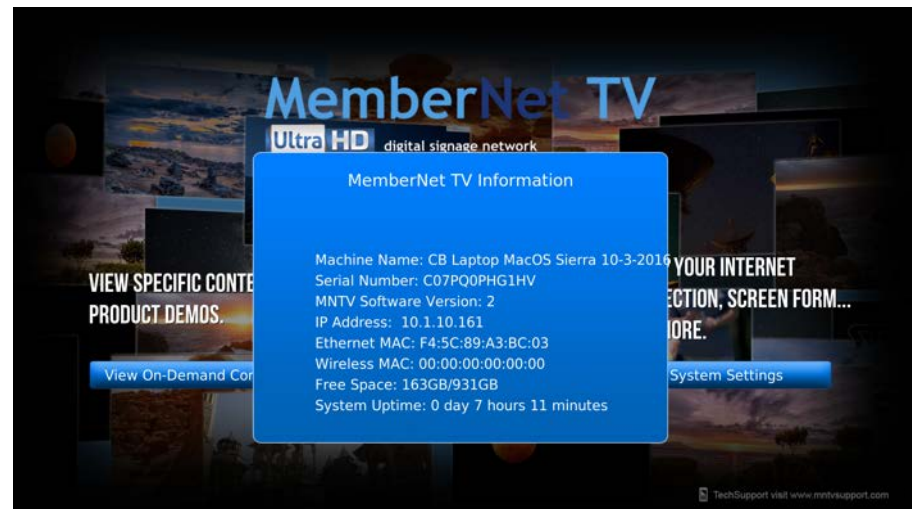 MemberNet TV
Ultra HD digital signage network
MemberNet TV Information
Machine Name: CB Laptop MacOS Sierra 10-3-2016
Serial Number: C07PQ0PHG1HV
MNTV Software Version: 2
IP Address: 10.1.10.161
Ethernet MAC: F4:5C:89:A3:BC:03
Wireless MAC: 00:00:00:00:00:00
Free Space: 163GB/931GB
System Uptime: 0 day 7 hours 11 minutes
VIEW SPECIFIC CONTE
PRODUCT DEMOS.
View On-Demand Con
YOUR INTERNET
ECTION, SCREEN FORM...
MORE.
System Settings
TechSupport visit www.mntvsupport.com